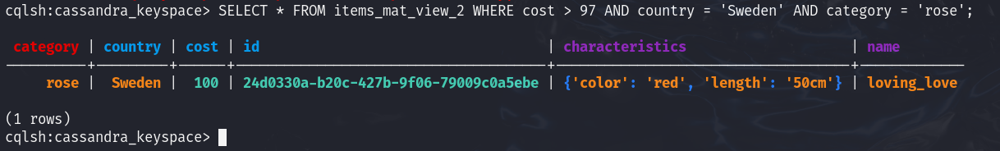 cqlsh:cassandra_keyspace> SELECT * FROM items_mat_view_2 WHERE cost > 97 AND country = 'Sweden' AND category = 'rose';
 category | country | cost | id                                   | characteristics                    | name
----------+---------+------+--------------------------------------+------------------------------------+-------------
     rose |  Sweden |  100 | 24d0330a-b20c-427b-9f06-79009c0a5ebe | {'color': 'red', 'length': '50cm'} | loving_love
(1 rows)
cqlsh:cassandra_keyspace>